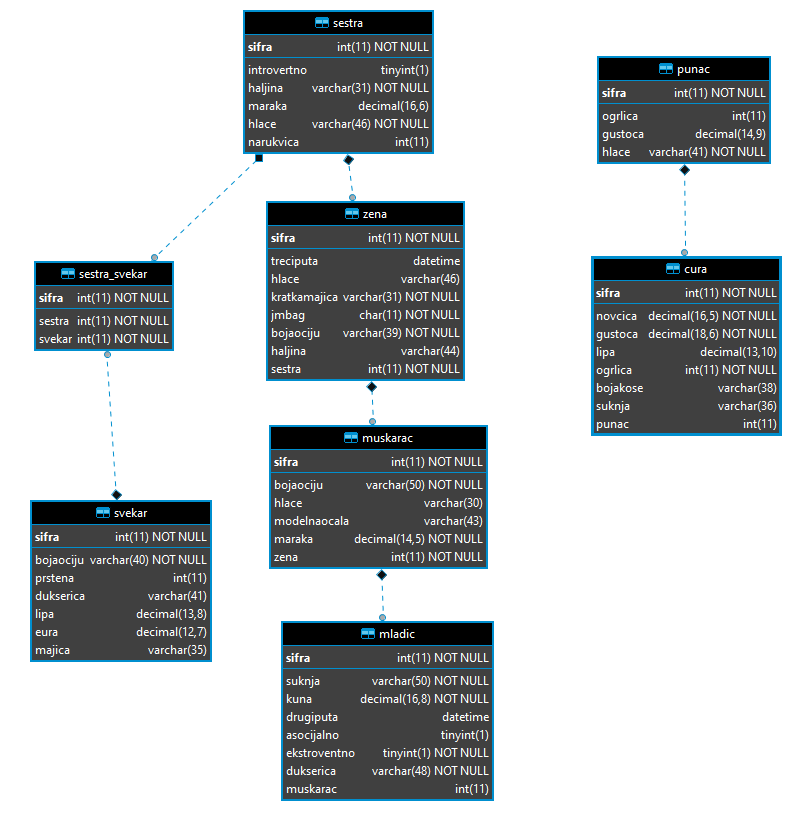 sestra
sifra int(11) NOT NULL
introvertno tinyint(1)
haljina varchar(31) NOT NULL
maraka decimal(16,6)
hlace varchar(46) NOT NULL
narukvica int(11)
punac
sifra int(11) NOT NULL
ogrlica int(11)
gustoca decimal(14,9)
hlace varchar(41) NOT NULL
zena
sifra int(11) NOT NULL
treciputa datetime
hlace varchar(46)
kratkamajica varchar(31) NOT NULL
jmbag char(11) NOT NULL
bojaociju varchar(39) NOT NULL
haljina varchar(44)
sestra int(11) NOT NULL
sestra_svekar
sifra int(11) NOT NULL
sestra int(11) NOT NULL
svekar int(11) NOT NULL
cura
sifra int(11) NOT NULL
novcica decimal(16,5) NOT NULL
gustoca decimal(18,6) NOT NULL
lipa decimal(13,10)
ogrlica int(11) NOT NULL
bojakose varchar(38)
suknja varchar(36)
punac int(11)
muskarac
sifra int(11) NOT NULL
bojaociju varchar(50) NOT NULL
hlace varchar(30)
modelnaocala varchar(43)
maraka decimal(14,5) NOT NULL
zena int(11) NOT NULL
svekar
sifra int(11) NOT NULL
bojaociju varchar(40) NOT NULL
prstena int(11)
dukserica varchar(41)
lipa decimal(13,8)
eura decimal(12,7)
majica varchar(35)
mladic
sifra int(11) NOT NULL
suknja varchar(50) NOT NULL
kuna decimal(16,8) NOT NULL
drugiputa datetime
asocijalno tinyint(1)
ekstroventno tinyint(1) NOT NULL
dukserica varchar(48) NOT NULL
muskarac int(11)